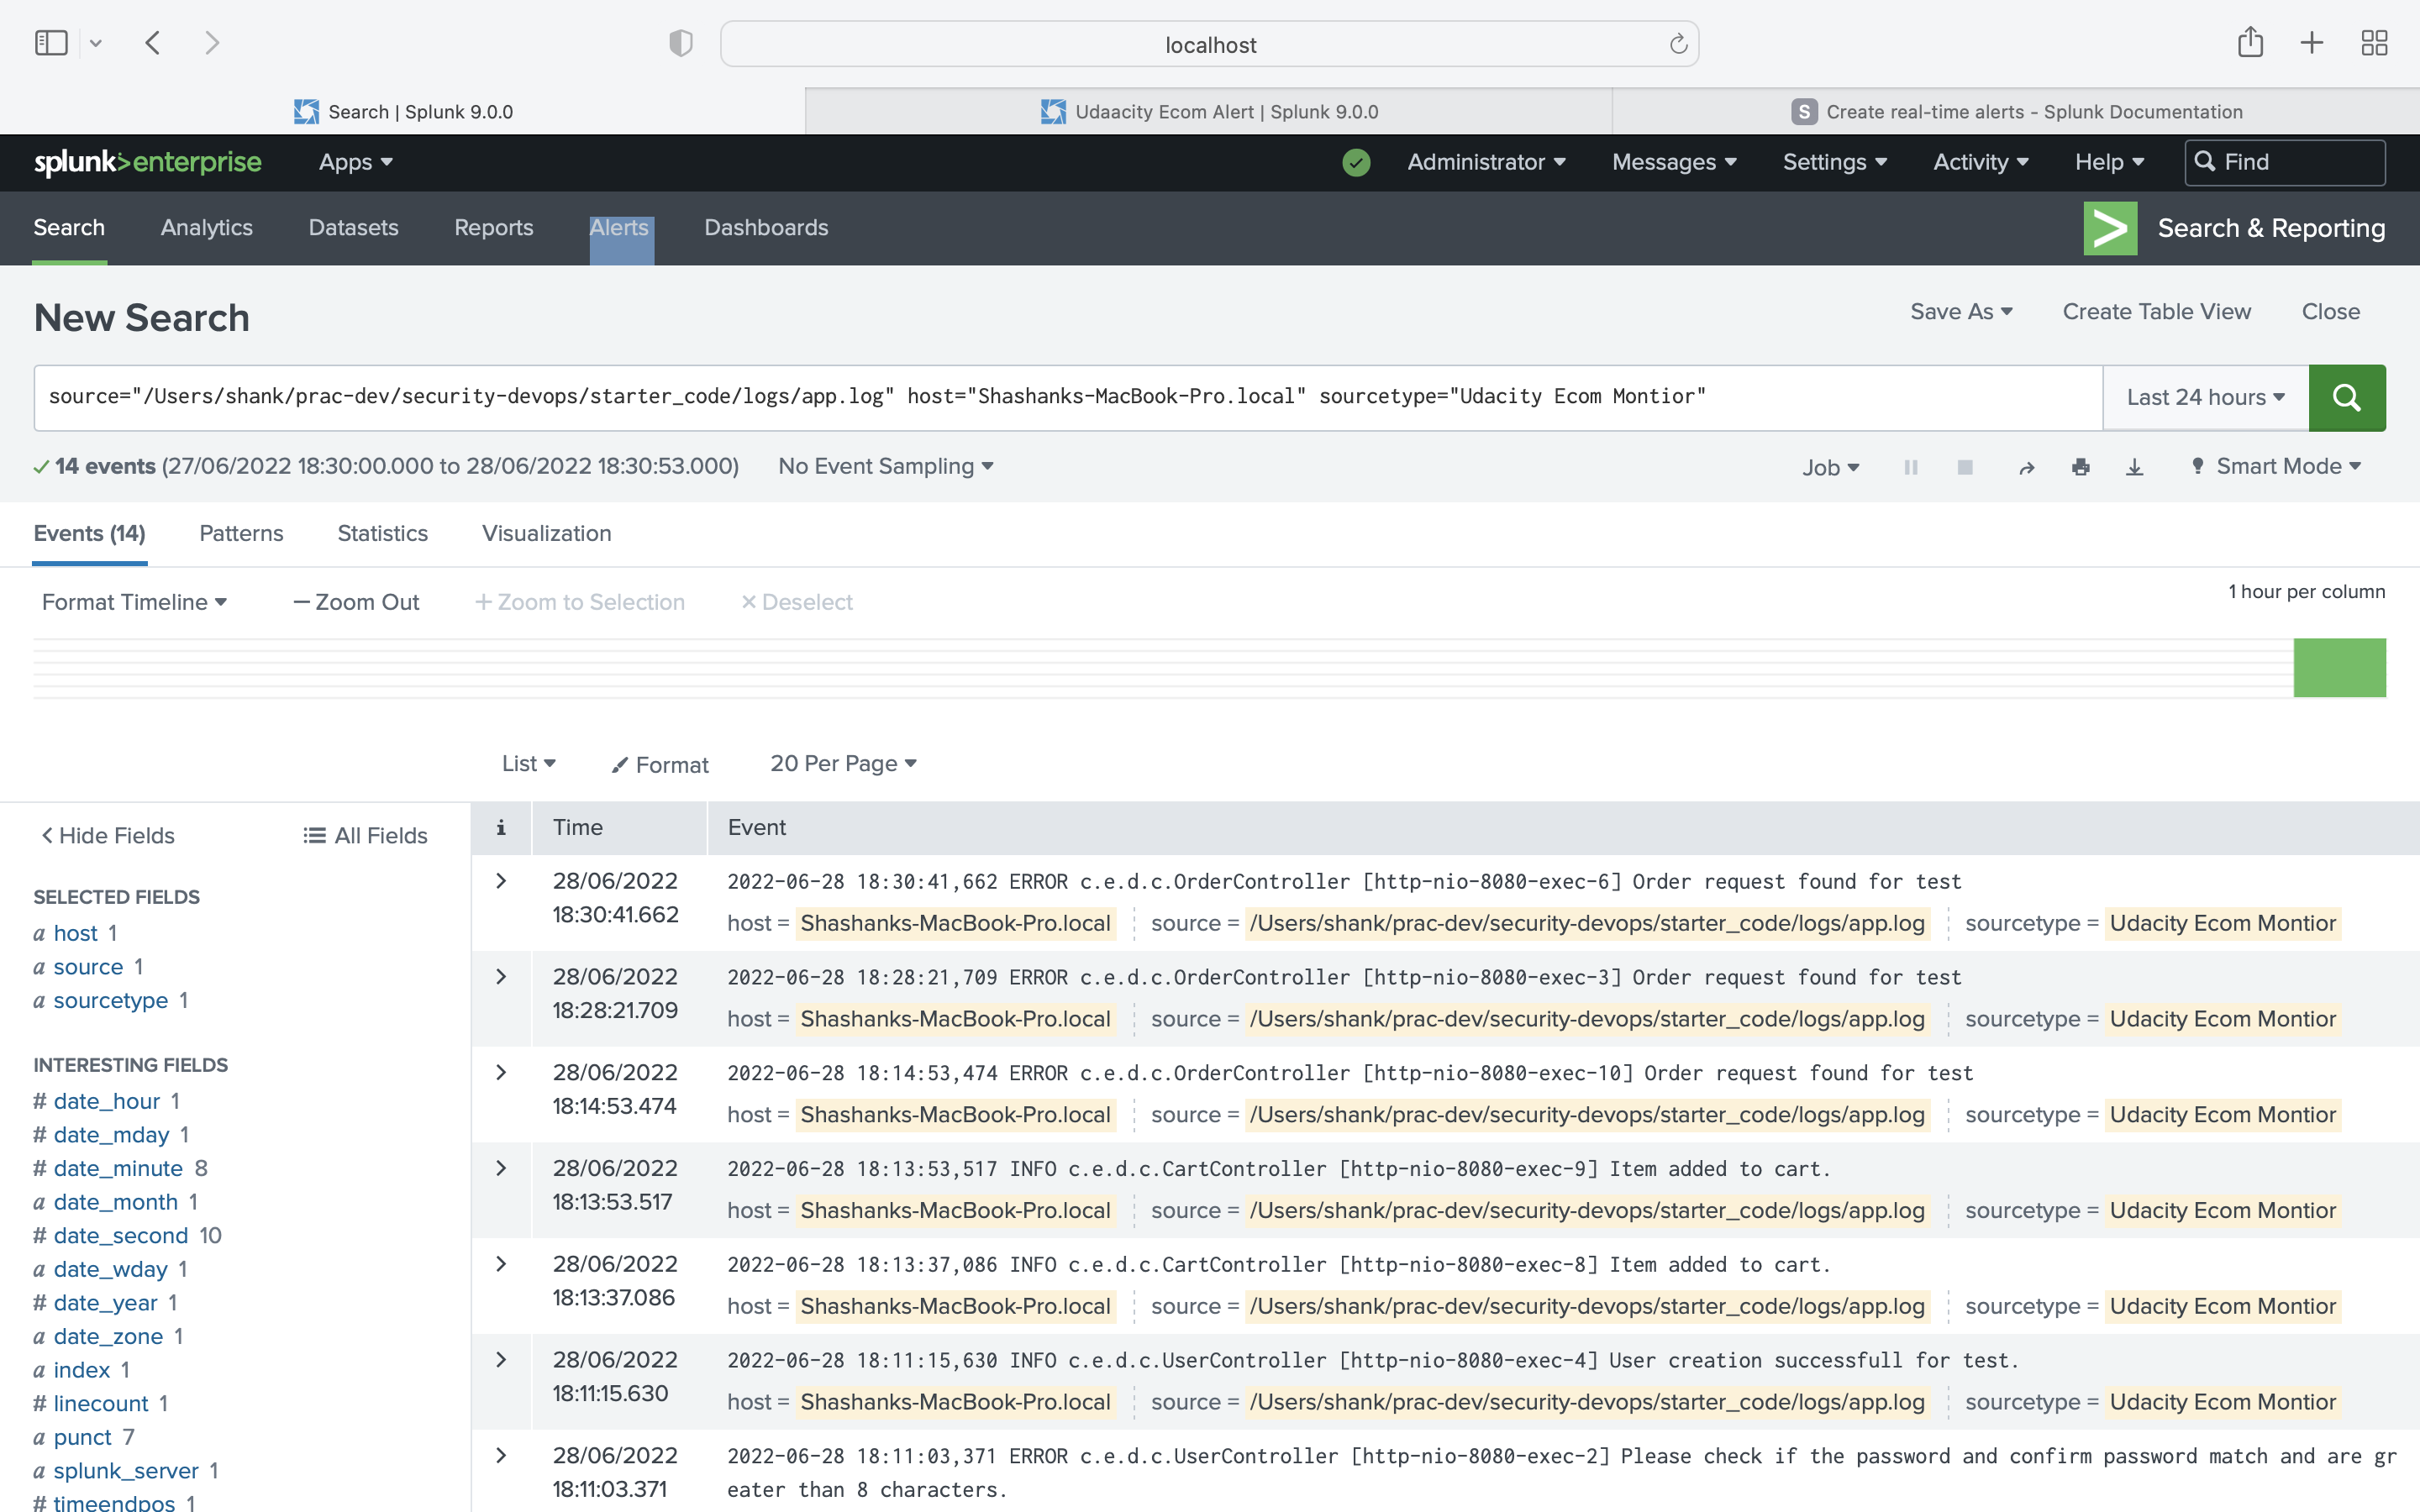 localhost
Search | Splunk 9.0.0
Udaacity Ecom Alert | Splunk 9.0.0
S Create real-time alerts - Splunk Documentation
splunk>enterprise Apps Administrator Messages Settings Activity Help Find
Search Analytics Datasets Reports Alerts Dashboards > Search & Reporting
New Search Save As Create Table View Close
source="/Users/shank/prac-dev/security-devops/starter_code/logs/app.log" host="Shashanks-MacBook-Pro.local" sourcetype="Udacity Ecom Montior" Last 24 hours
14 events (27/06/2022 18:30:00.000 to 28/06/2022 18:30:53.000) No Event Sampling Job Smart Mode
Events (14) Patterns Statistics Visualization
Format Timeline — Zoom Out + Zoom to Selection × Deselect 1 hour per column
List Format 20 Per Page
< Hide Fields All Fields
SELECTED FIELDS
a host 1
a source 1
a sourcetype 1
INTERESTING FIELDS
# date_hour 1
# date_mday 1
# date_minute 8
a date_month 1
# date_second 10
a date_wday 1
# date_year 1
a date_zone 1
a index 1
# linecount 1
a punct 7
a splunk_server 1
# timeendpos 1
i Time Event
> 28/06/2022 2022-06-28 18:30:41,662 ERROR c.e.d.c.OrderController [http-nio-8080-exec-6] Order request found for test
18:30:41.662 host = Shashanks-MacBook-Pro.local source = /Users/shank/prac-dev/security-devops/starter_code/logs/app.log sourcetype = Udacity Ecom Montior
> 28/06/2022 2022-06-28 18:28:21,709 ERROR c.e.d.c.OrderController [http-nio-8080-exec-3] Order request found for test
18:28:21.709 host = Shashanks-MacBook-Pro.local source = /Users/shank/prac-dev/security-devops/starter_code/logs/app.log sourcetype = Udacity Ecom Montior
> 28/06/2022 2022-06-28 18:14:53,474 ERROR c.e.d.c.OrderController [http-nio-8080-exec-10] Order request found for test
18:14:53.474 host = Shashanks-MacBook-Pro.local source = /Users/shank/prac-dev/security-devops/starter_code/logs/app.log sourcetype = Udacity Ecom Montior
> 28/06/2022 2022-06-28 18:13:53,517 INFO c.e.d.c.CartController [http-nio-8080-exec-9] Item added to cart.
18:13:53.517 host = Shashanks-MacBook-Pro.local source = /Users/shank/prac-dev/security-devops/starter_code/logs/app.log sourcetype = Udacity Ecom Montior
> 28/06/2022 2022-06-28 18:13:37,086 INFO c.e.d.c.CartController [http-nio-8080-exec-8] Item added to cart.
18:13:37.086 host = Shashanks-MacBook-Pro.local source = /Users/shank/prac-dev/security-devops/starter_code/logs/app.log sourcetype = Udacity Ecom Montior
> 28/06/2022 2022-06-28 18:11:15,630 INFO c.e.d.c.UserController [http-nio-8080-exec-4] User creation successfull for test.
18:11:15.630 host = Shashanks-MacBook-Pro.local source = /Users/shank/prac-dev/security-devops/starter_code/logs/app.log sourcetype = Udacity Ecom Montior
> 28/06/2022 2022-06-28 18:11:03,371 ERROR c.e.d.c.UserController [http-nio-8080-exec-2] Please check if the password and confirm password match and are gr
18:11:03.371 eater than 8 characters.